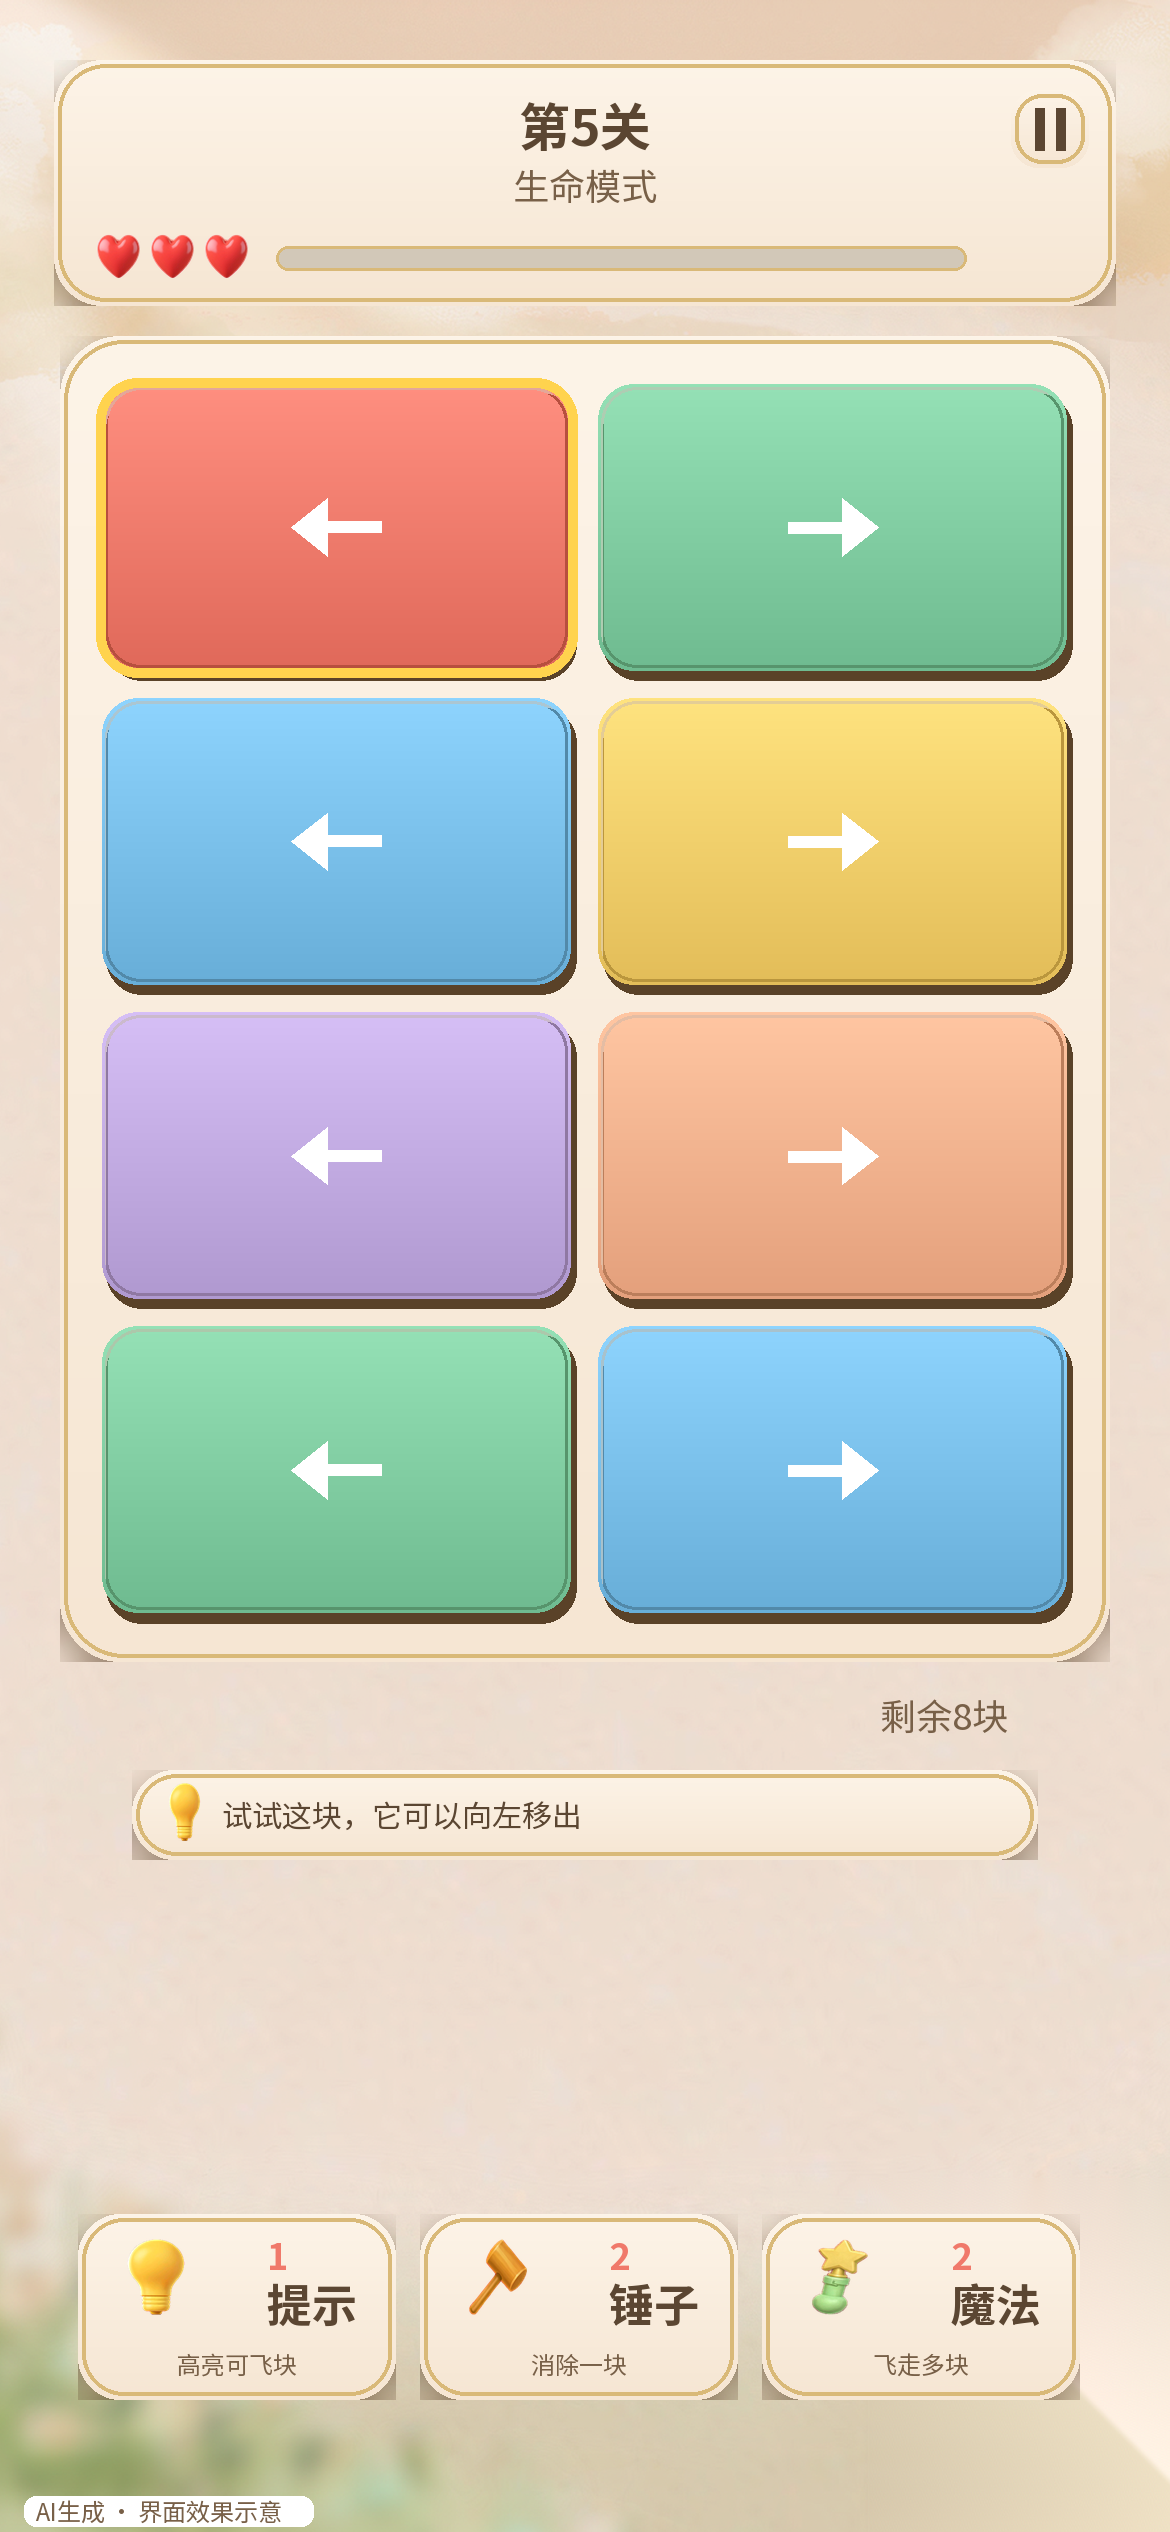 第5关
生命模式
剩余8块
试试这块，它可以向左移出
1
提示
高亮可飞块
2
锤子
消除一块
2
魔法
飞走多块
AI生成 · 界面效果示意